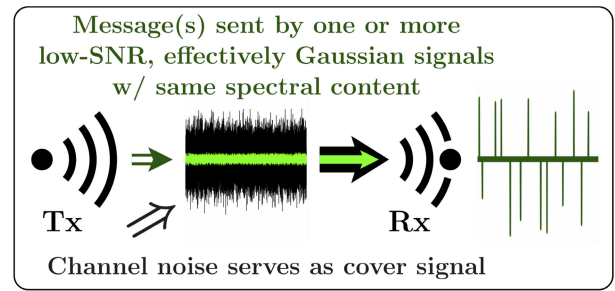 Message(s) sent by one or more
low-SNR, effectively Gaussian signals
w/ same spectral content
Tx
Rx
Channel noise serves as cover signal